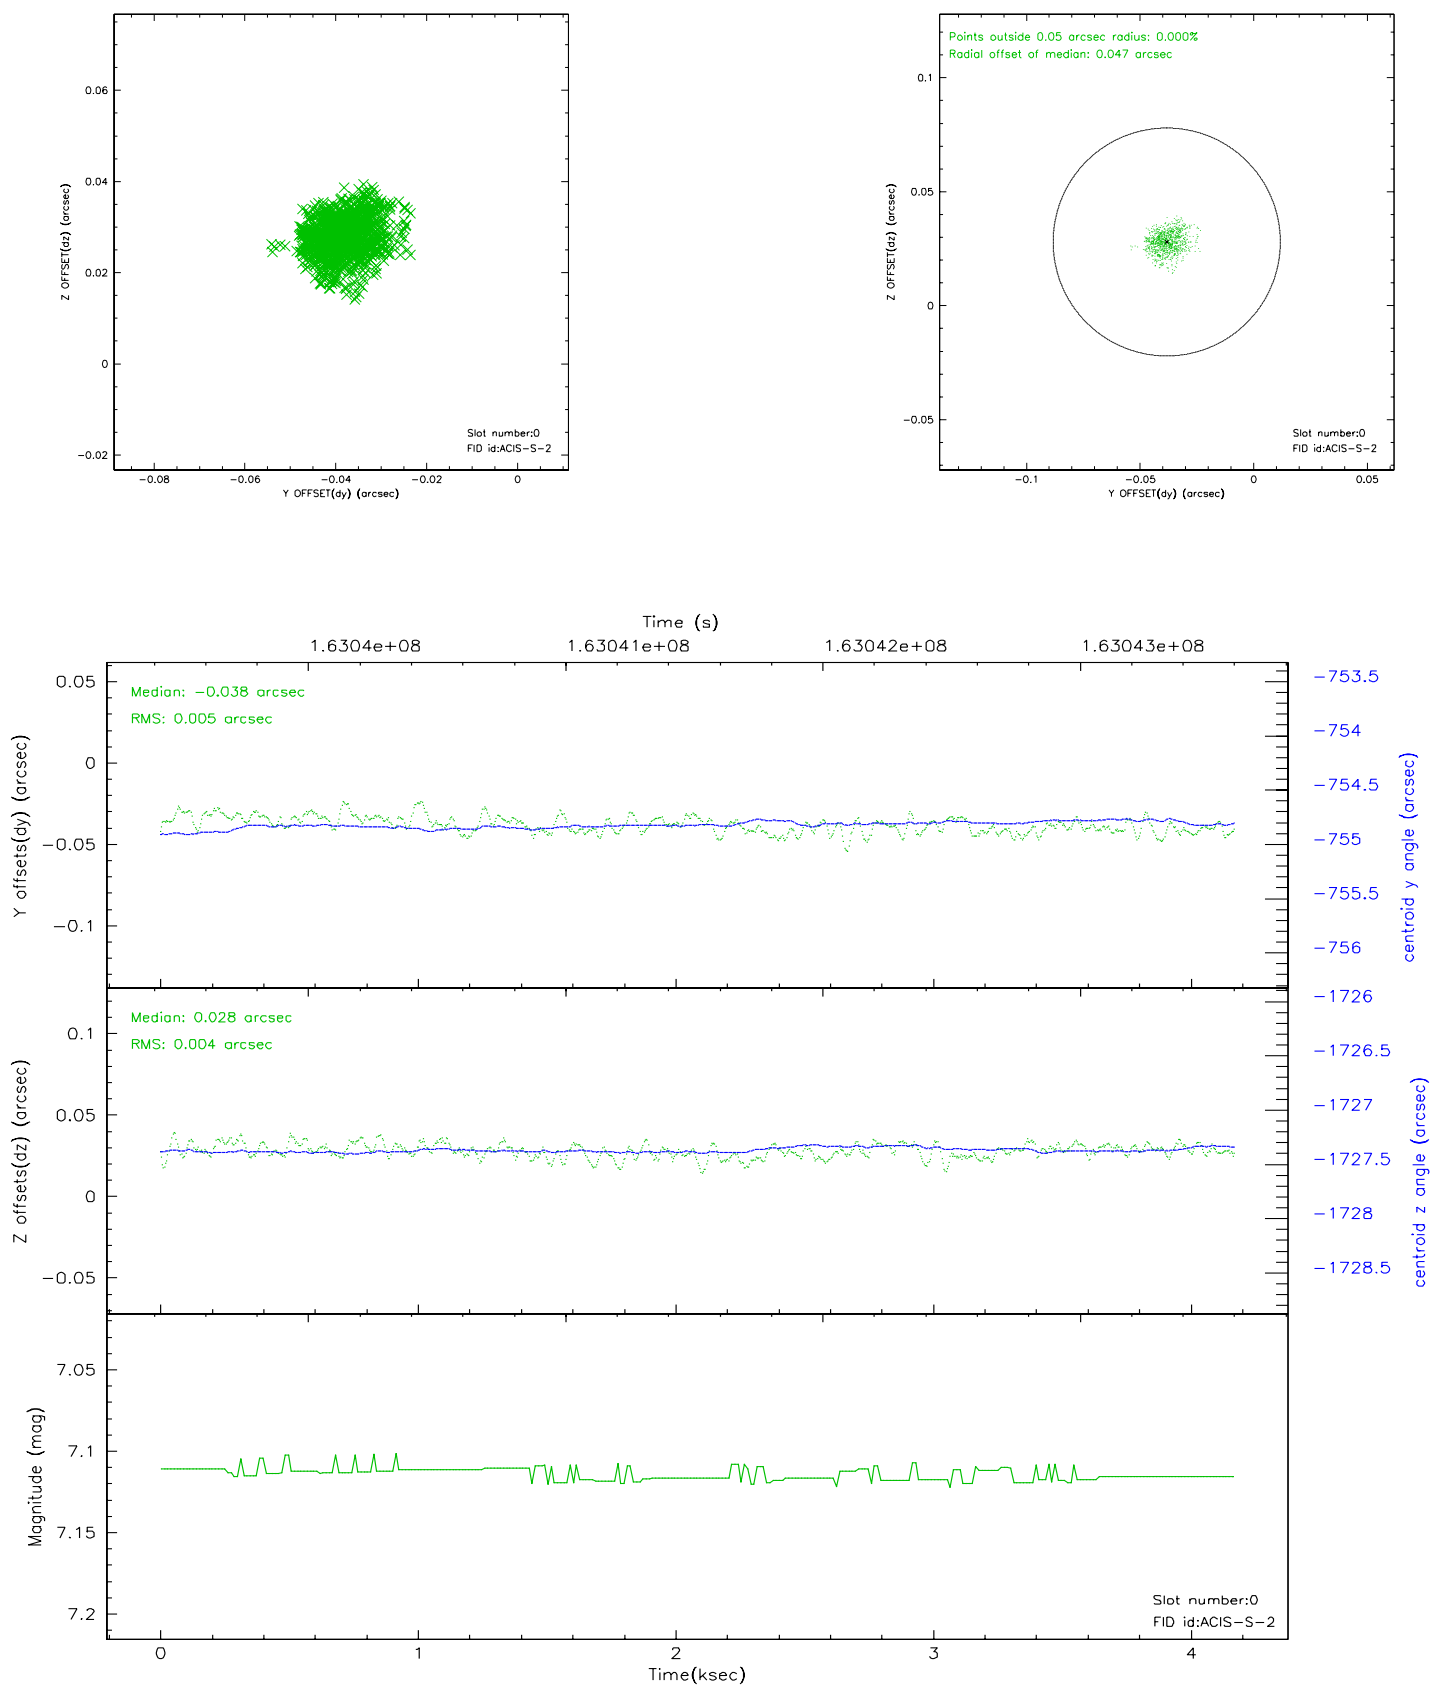 0.06
0.04
0.02
0
-0.02
Z OFFSET(dz) (arcsec)
-0.08
-0.06
-0.04
-0.02
0
Y OFFSET(dy) (arcsec)
Slot number:0
FID id:ACIS-S-2
Points outside 0.05 arcsec radius: 0.000%
Radial offset of median: 0.047 arcsec
0.1
0.05
0
-0.05
Z OFFSET(dz) (arcsec)
-0.1
-0.05
0
0.05
Y OFFSET(dy) (arcsec)
Slot number:0
FID id:ACIS-S-2
Time (s)
1.6304e+08
1.63041e+08
1.63042e+08
1.63043e+08
Median: -0.038 arcsec
RMS: 0.005 arcsec
0.05
0
-0.05
-0.1
Y offsets(dy) (arcsec)
-753.5
-754
-754.5
-755
-755.5
-756
centroid y angle (arcsec)
Median: 0.028 arcsec
RMS: 0.004 arcsec
0.1
0.05
0
-0.05
Z offsets(dz) (arcsec)
-1726
-1726.5
-1727
-1727.5
-1728
-1728.5
centroid z angle (arcsec)
7.05
7.1
7.15
7.2
Magnitude (mag)
Slot number:0
FID id:ACIS-S-2
0
1
2
3
4
Time(ksec)